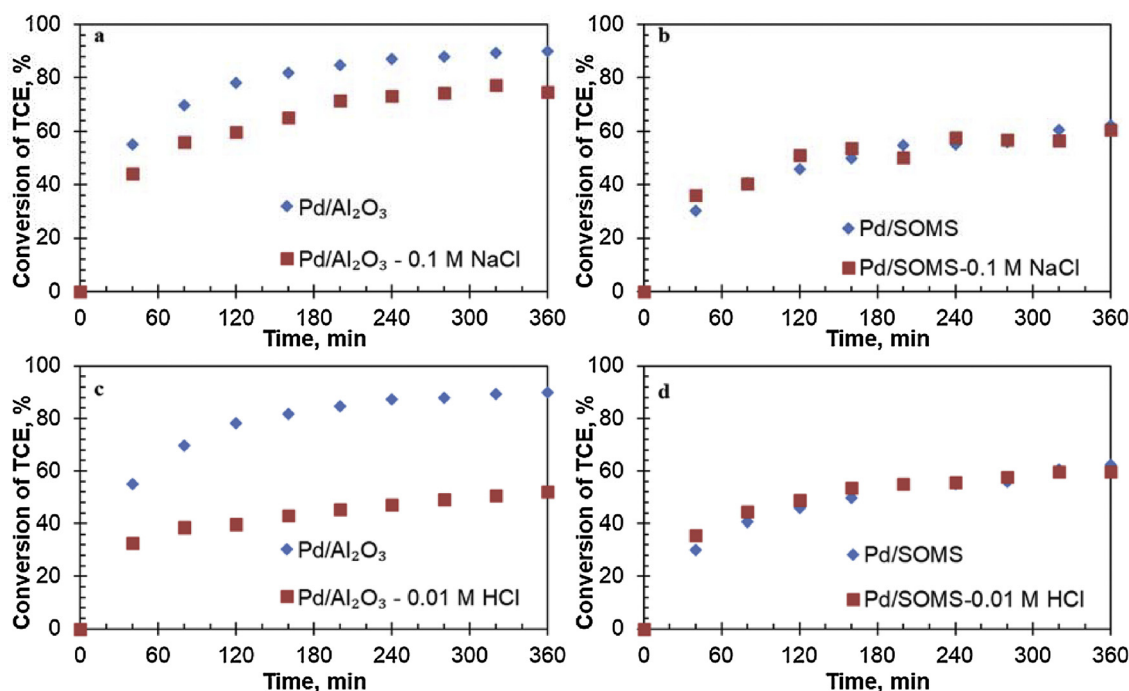 a
Conversion of TCE, %
100
80
60
40
20
0
Pd/Al₂O₃
Pd/Al₂O₃ - 0.1 M NaCl
0 60 120 180 240 300 360
Time, min
b
Conversion of TCE, %
100
80
60
40
20
0
Pd/SOMS
Pd/SOMS-0.1 M NaCl
0 60 120 180 240 300 360
Time, min
c
Conversion of TCE, %
100
80
60
40
20
0
Pd/Al₂O₃
Pd/Al₂O₃ - 0.01 M HCl
0 60 120 180 240 300 360
Time, min
d
Conversion of TCE, %
100
80
60
40
20
0
Pd/SOMS
Pd/SOMS-0.01 M HCl
0 60 120 180 240 300 360
Time, min